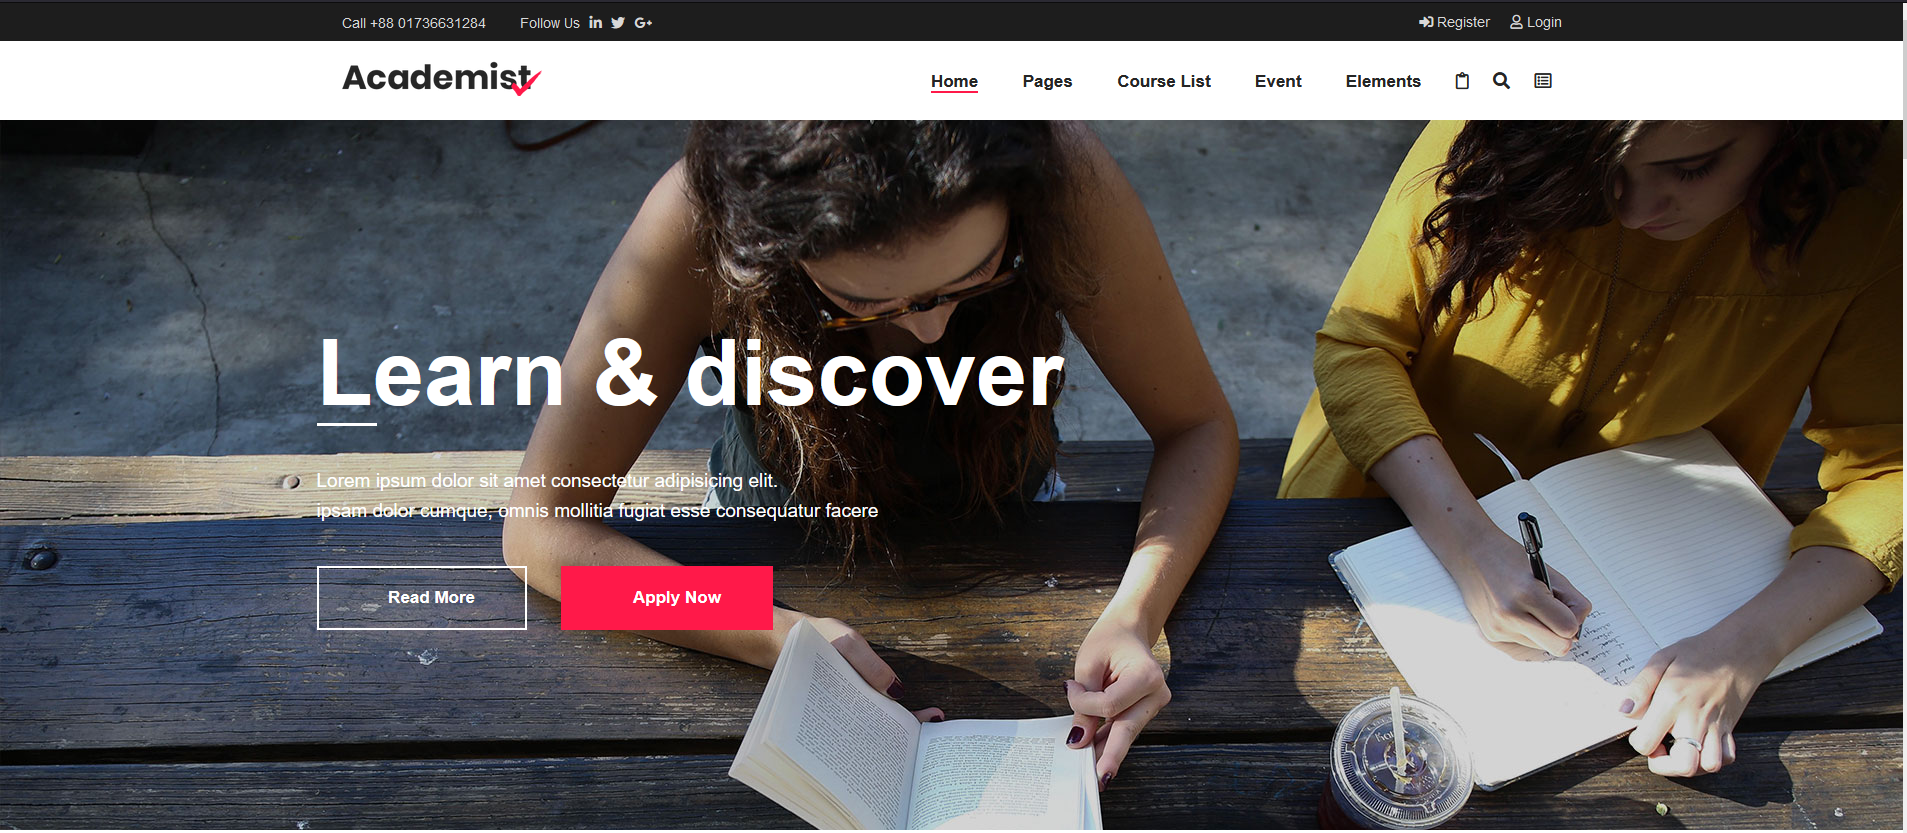 Call +88 01736631284 Follow Us Register Login
Academist Home Pages Course List Event Elements
Learn & discover
Lorem ipsum dolor sit amet consectetur adipisicing elit.
ipsam dolor cumque, omnis mollitia fugiat esse consequatur facere
Read More Apply Now